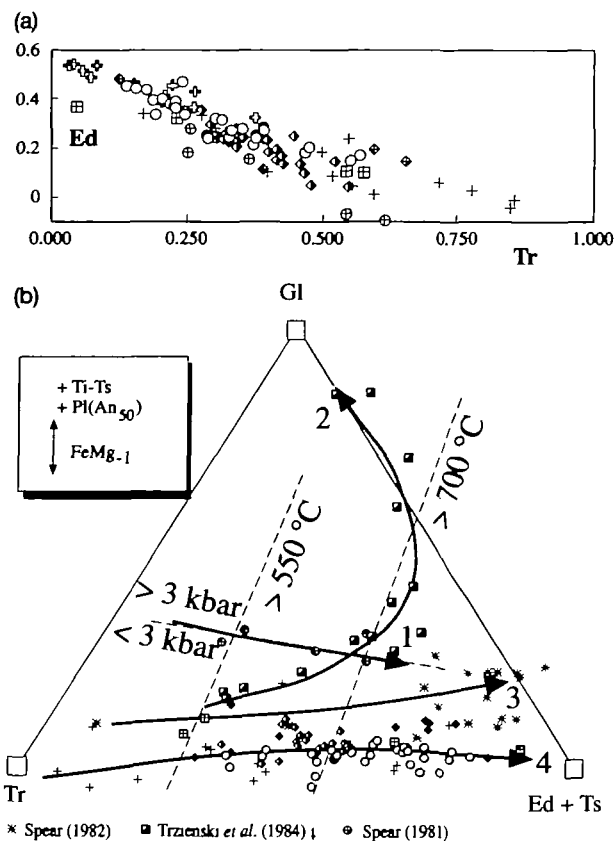 (a)
0.6
0.4
Ed
0.2
0
0.000
0.250
0.500
0.750
1.000
Tr
(b)
Gl
+ Ti-Ts
+ Pl(An50)
FeMg-1
2
> 700 °C
> 550 °C
> 3 kbar
< 3 kbar
1
3
4
Tr
Ed + Ts
Spear (1982)
Trzienski et al. (1984)
Spear (1981)